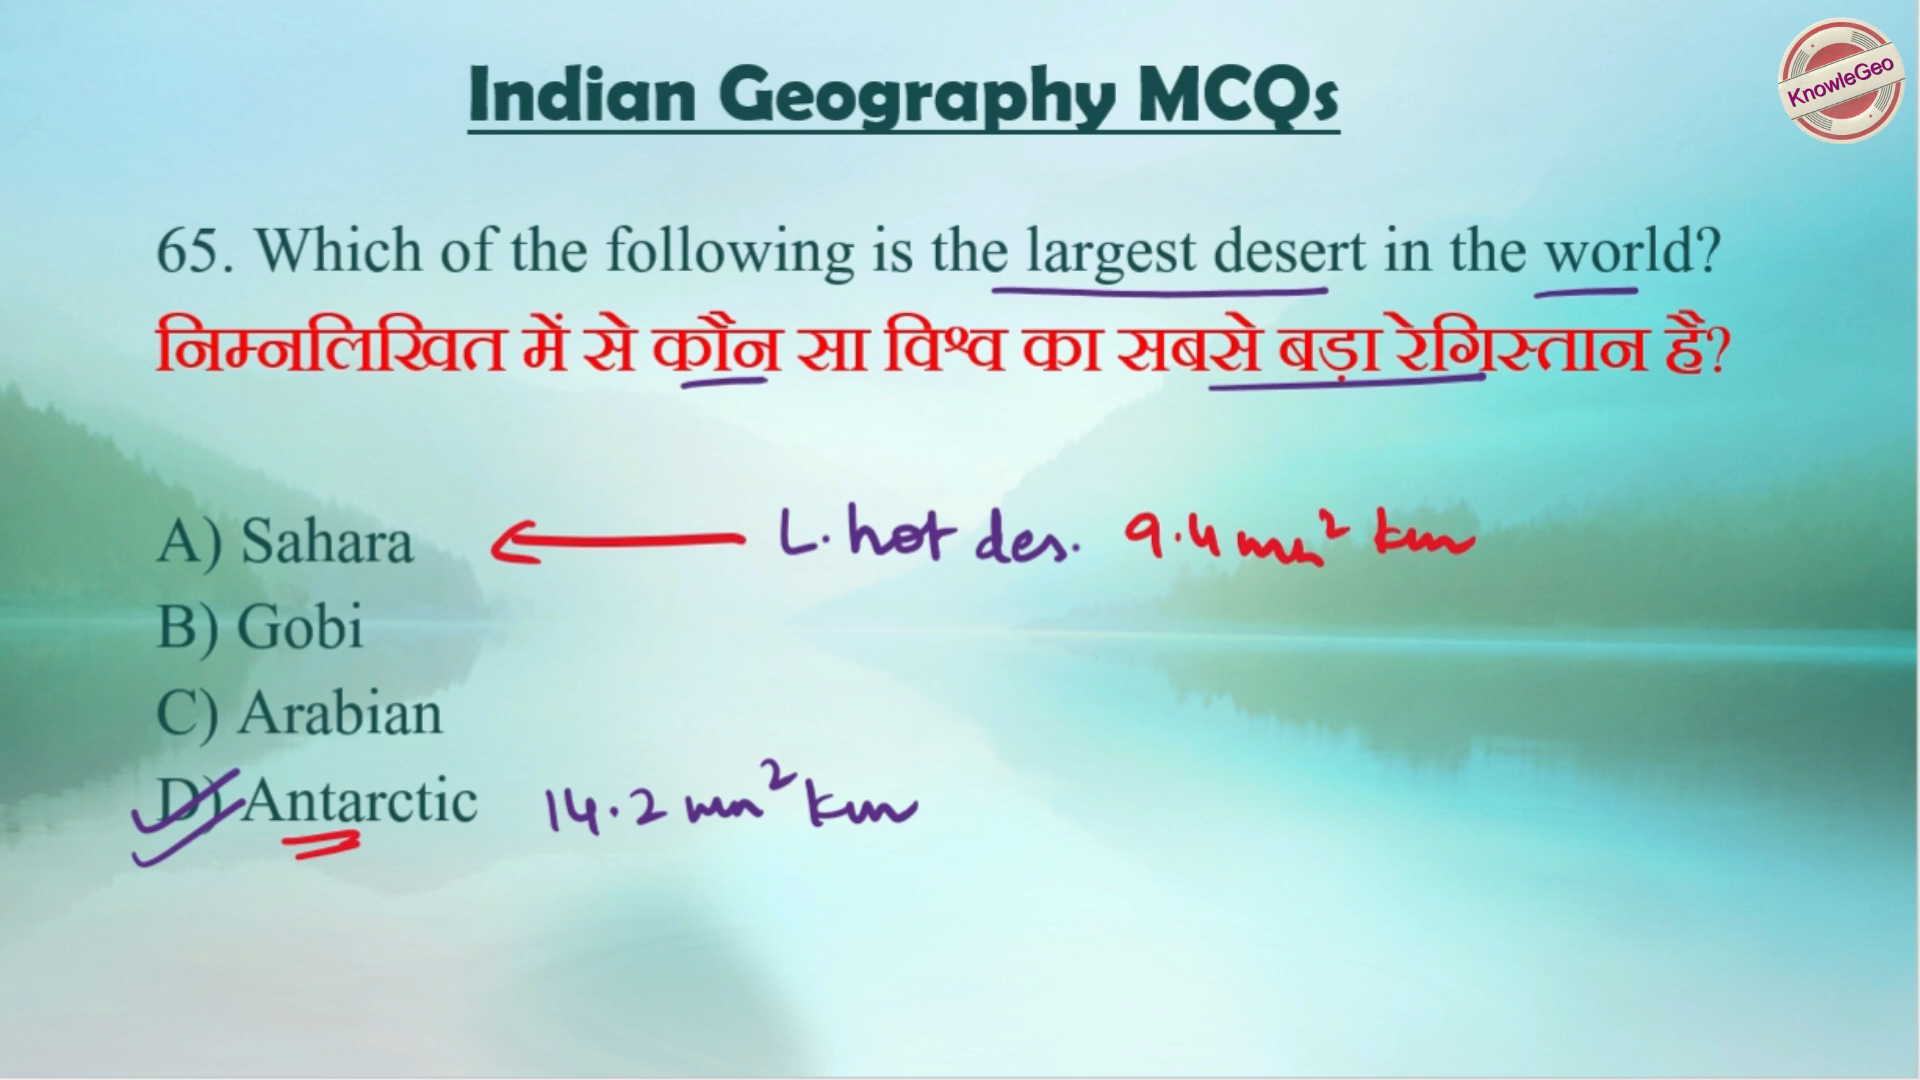 Indian Geography MCQs
KnowleGeo
65. Which of the following is the largest desert in the world?
निम्नलिखित में से कौन सा विश्व का सबसे बड़ा रेगिस्तान है?
A) Sahara L. hot des. 9.4 mn² km
B) Gobi
C) Arabian
D) Antarctic 14.2 mn² km